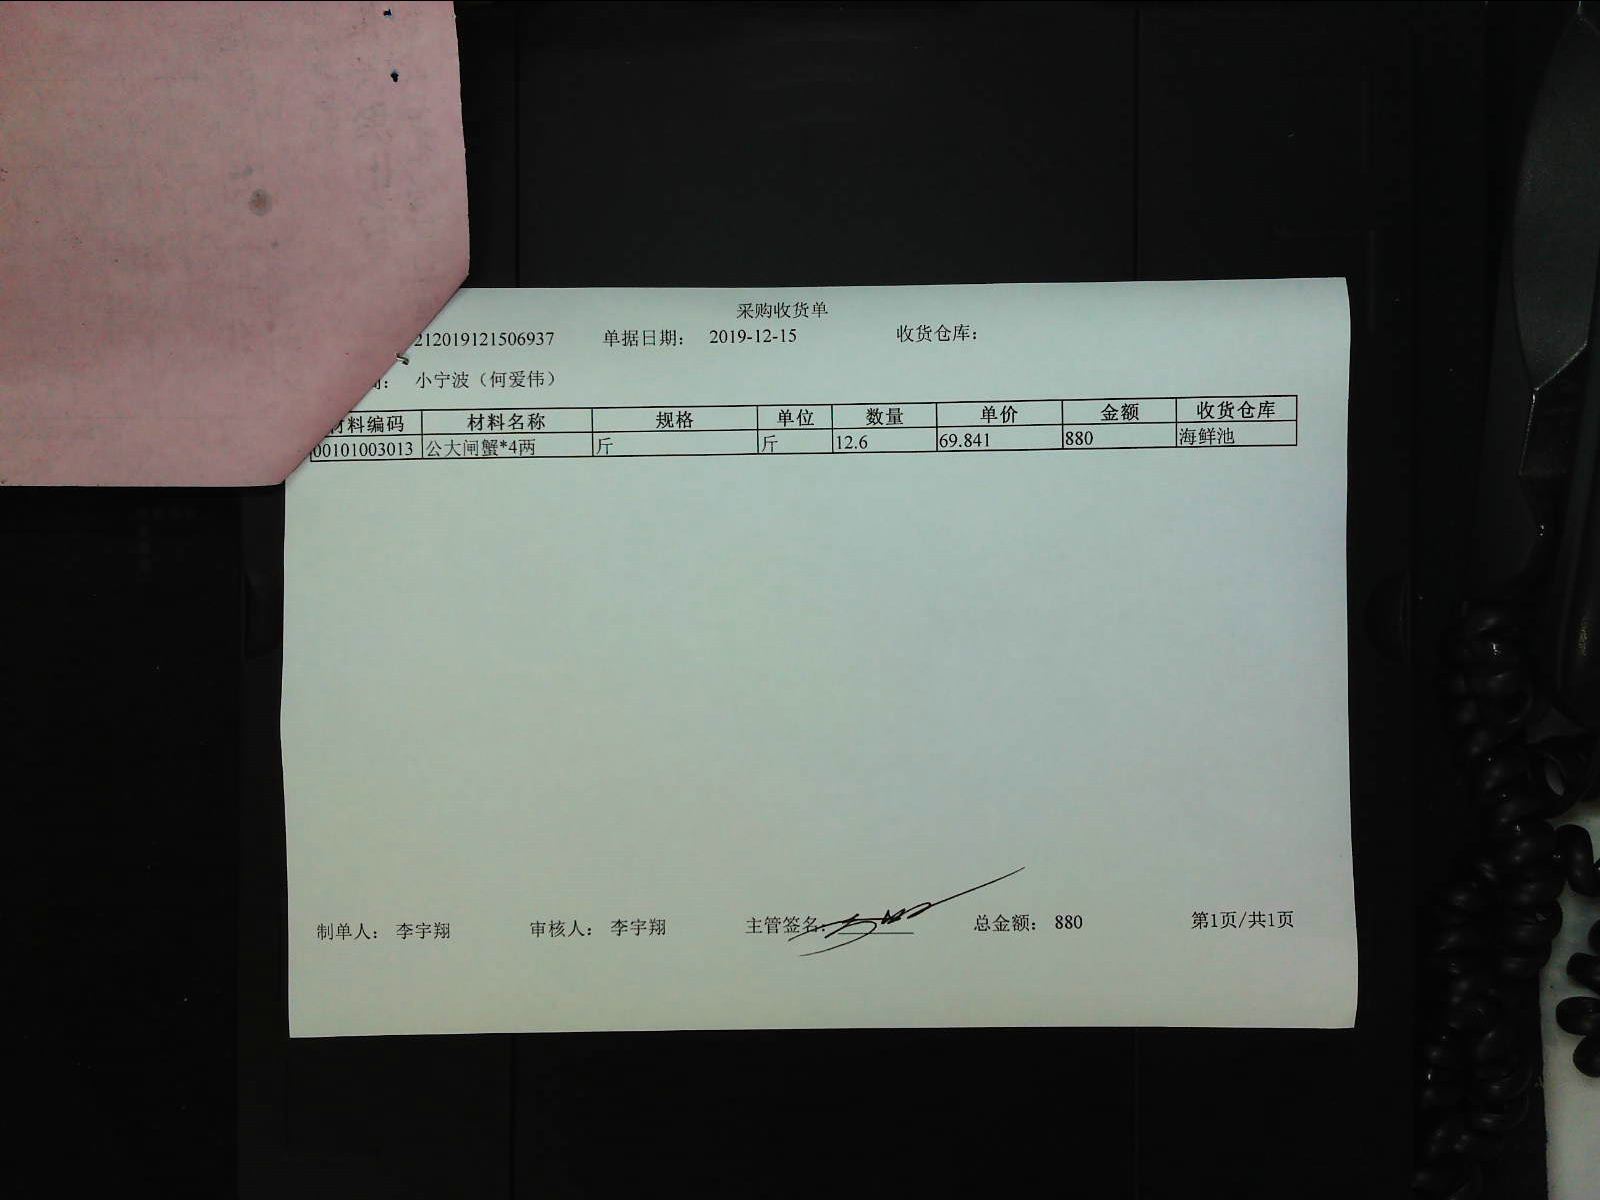 采购收货单
212019121506937 单据日期： 2019-12-15 收货仓库：
商： 小宁波（何爱伟）
材料编码 材料名称 规格 单位 数量 单价 金额 收货仓库
00101003013 公大闸蟹*4两 斤 斤 12.6 69.841 880 海鲜池
制单人： 李宇翔 审核人： 李宇翔 主管签名： 总金额： 880 第1页/共1页